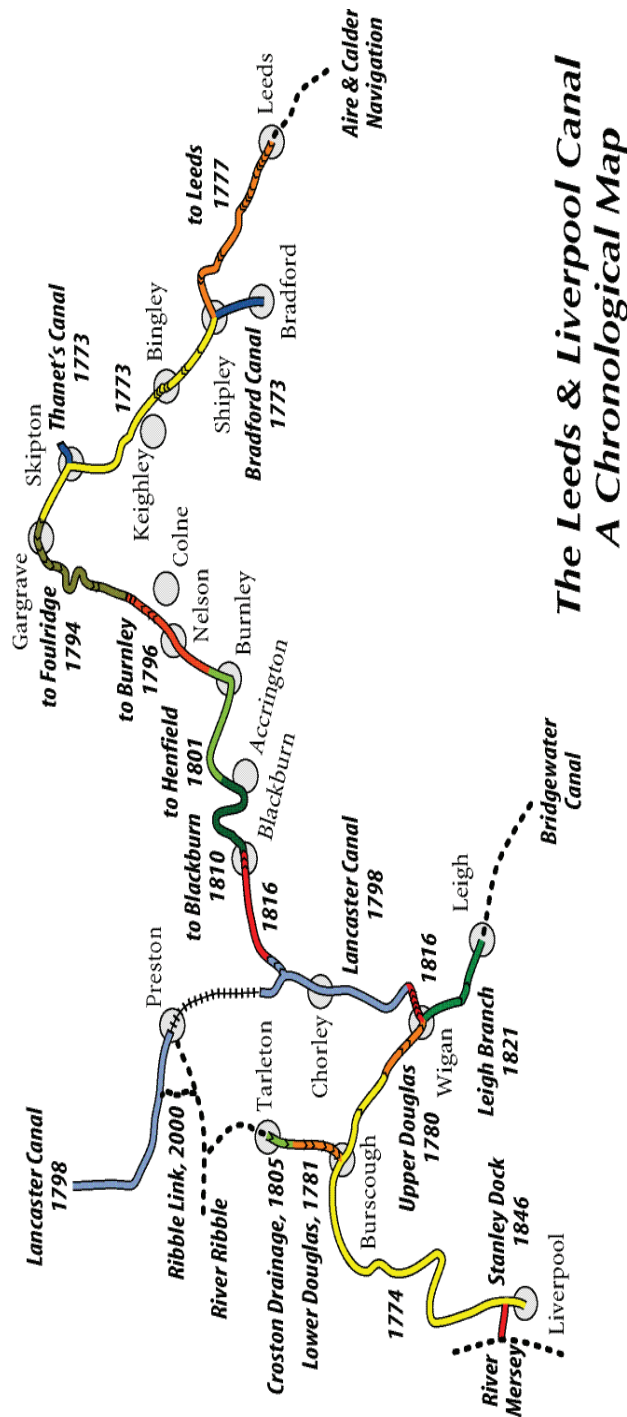 Lancaster Canal
1798
Ribble Link, 2000
River Ribble
Preston
Tarleton
Croston Drainage, 1805
Lower Douglas, 1781
Burscough
1774
River
Mersey
Stanley Dock
1846
Liverpool
Upper Douglas
1780
Wigan
Leigh Branch
1821
Leigh
Bridgewater
Canal
1816
Chorley
Lancaster Canal
1798
1816
to Blackburn
1810
Blackburn
Accrington
to Henfield
1801
Burnley
to Burnley
1796
Nelson
Colne
to Foulridge
1794
Gargrave
Skipton
Thanet's Canal
1773
1773
Keighley
Bingley
Shipley
Bradford Canal
1773
Bradford
to Leeds
1777
Leeds
Aire & Calder
Navigation
The Leeds & Liverpool Canal
A Chronological Map